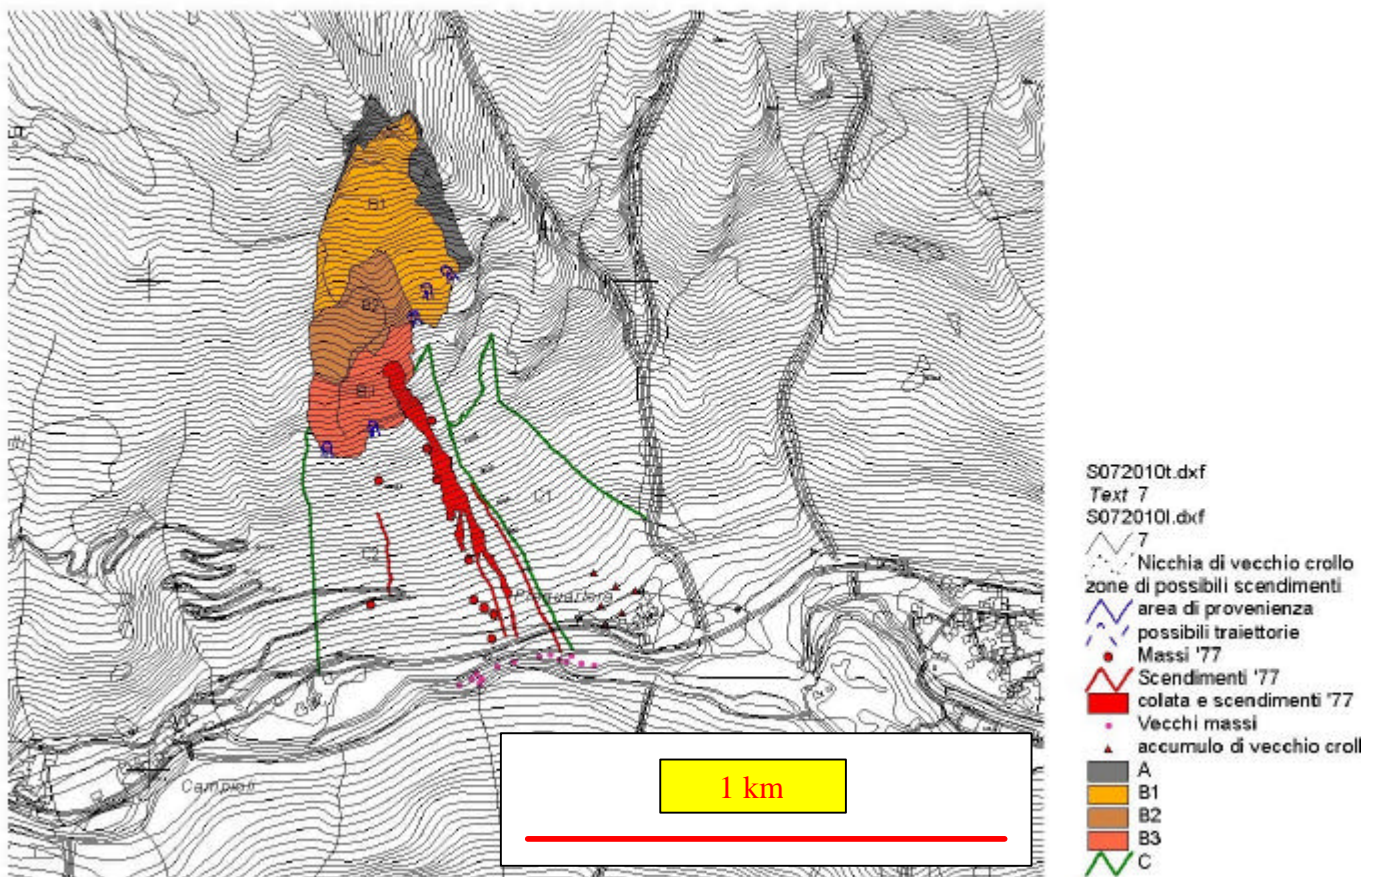 B1
B2
C1
C2
Campioli
1 km
S072010t.dxf
Text 7
S072010l.dxf
7
Nicchia di vecchio crollo
zone di possibili scendimenti
area di provenienza
possibili traiettorie
Massi '77
Scendimenti '77
colata e scendimenti '77
Vecchi massi
accumulo di vecchio croll
A
B1
B2
B3
C